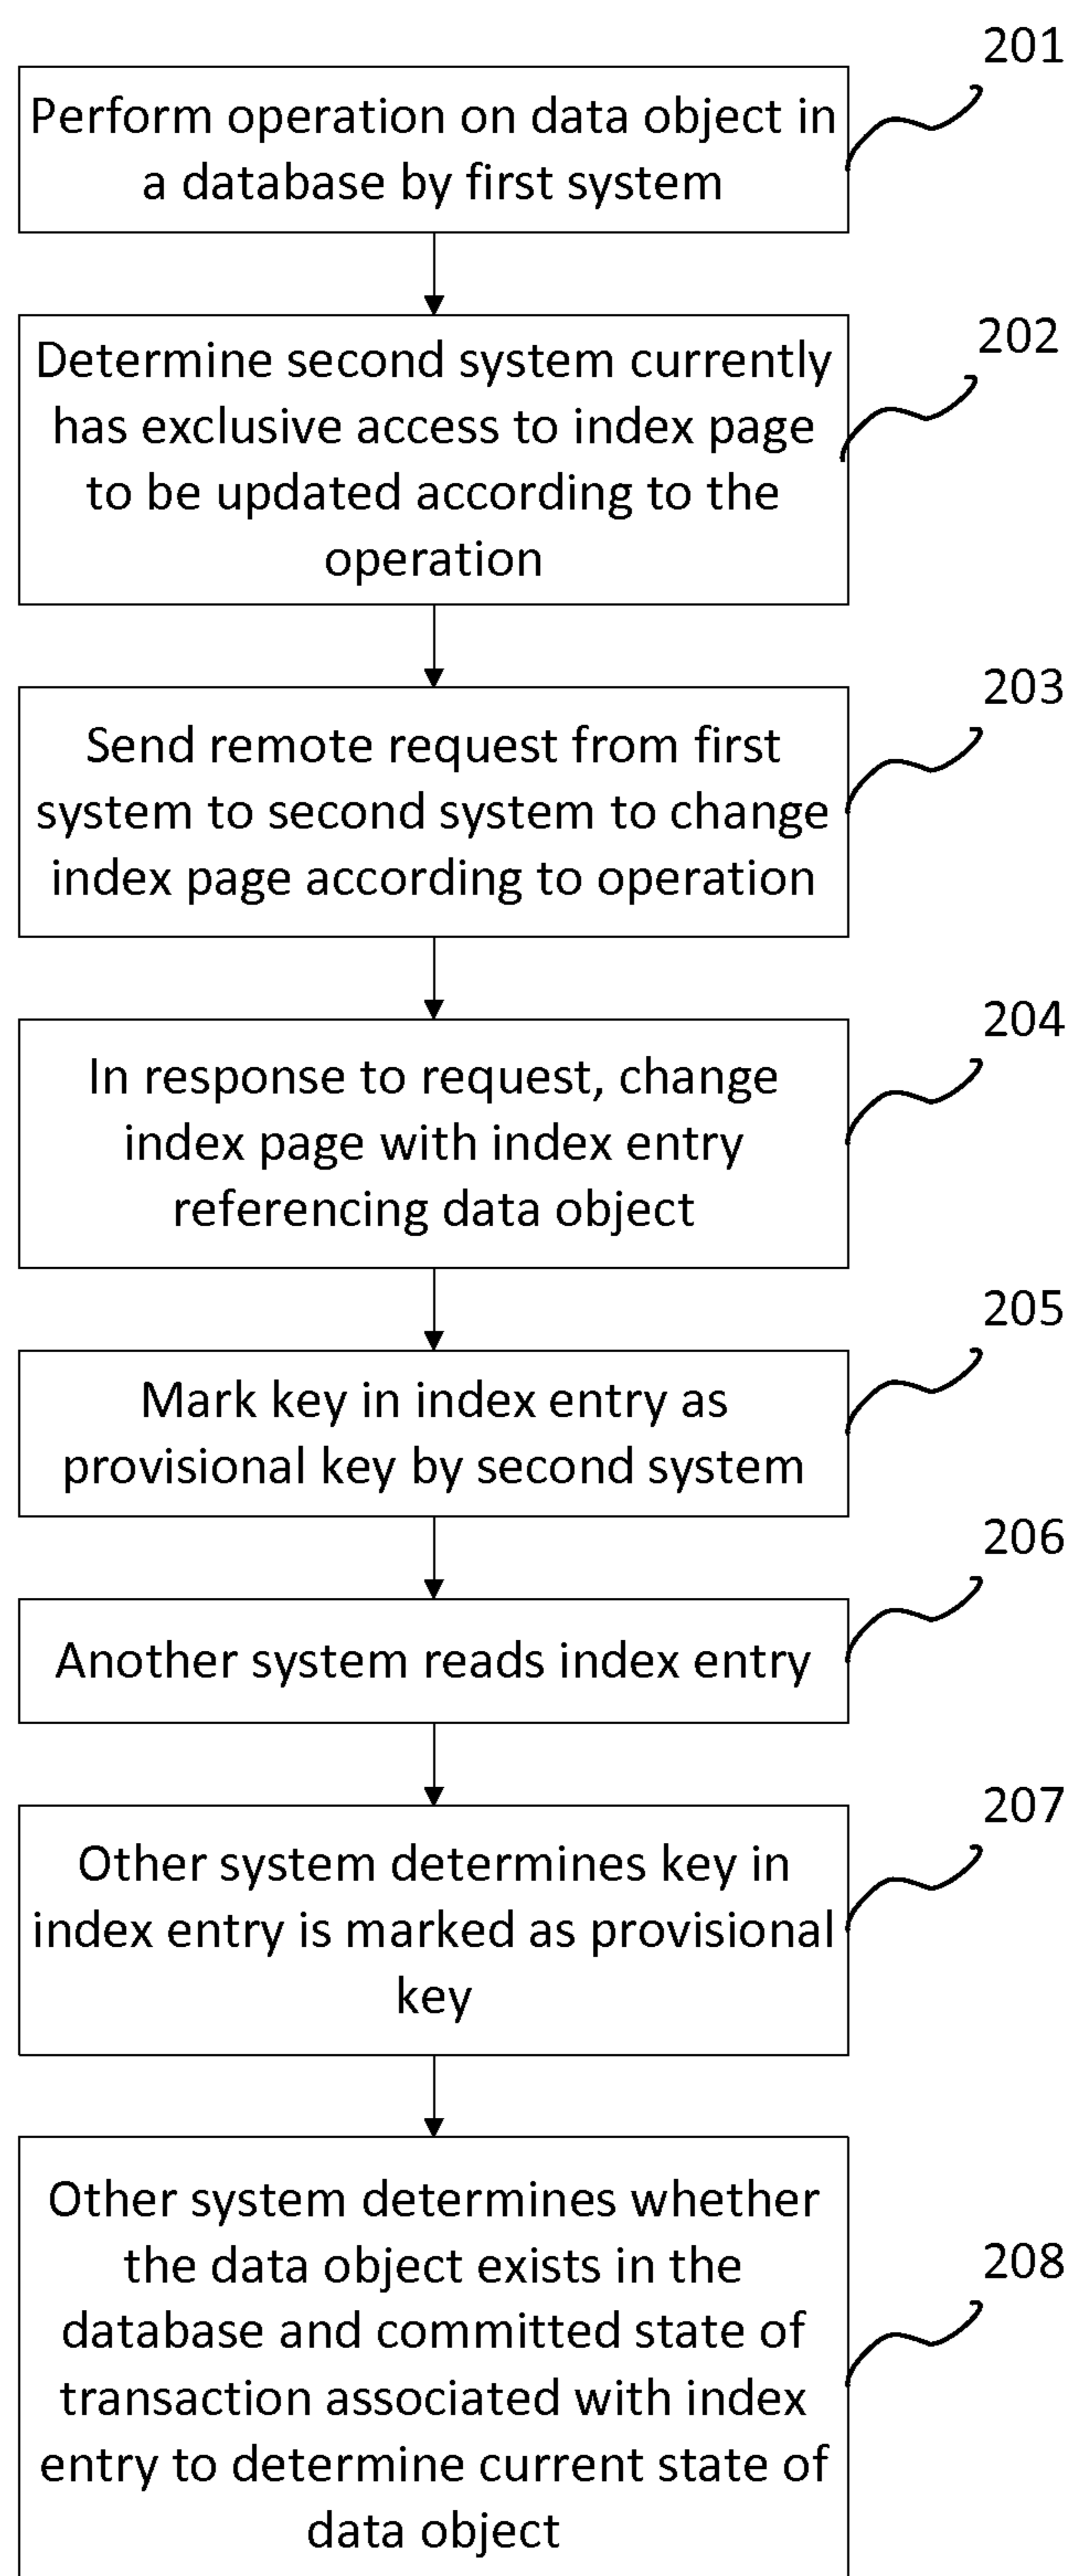 201
Perform operation on data object in
a database by first system
202
Determine second system currently
has exclusive access to index page
to be updated according to the
operation
203
Send remote request from first
system to second system to change
index page according to operation
204
In response to request, change
index page with index entry
referencing data object
205
Mark key in index entry as
provisional key by second system
206
Another system reads index entry
207
Other system determines key in
index entry is marked as provisional
key
208
Other system determines whether
the data object exists in the
database and committed state of
transaction associated with index
entry to determine current state of
data object